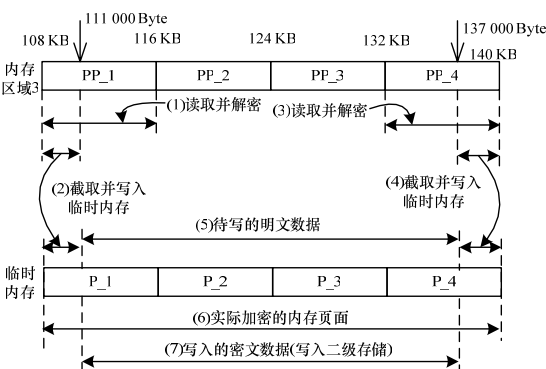 111 000 Byte
137 000 Byte
108 KB
116 KB
124 KB
132 KB
140 KB
内存
区域3
PP_1
PP_2
PP_3
PP_4
(1)读取并解密
(3)读取并解密
(2)截取并写入
临时内存
(4)截取并写入
临时内存
(5)待写的明文数据
临时
内存
P_1
P_2
P_3
P_4
(6)实际加密的内存页面
(7)写入的密文数据(写入二级存储)